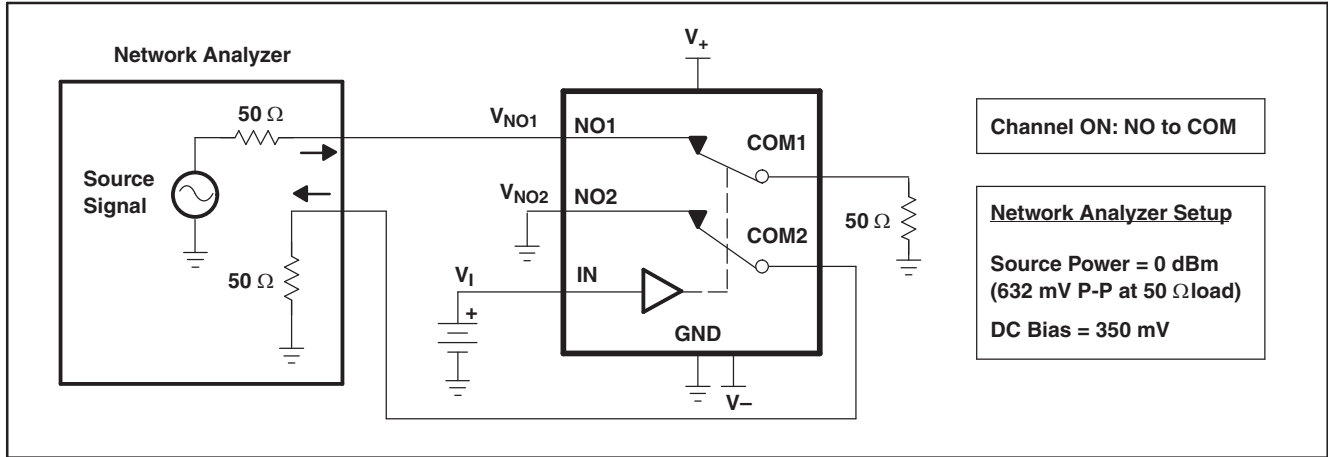 Network Analyzer
50 Ω
Source
Signal
50 Ω
V+
VNO1
NO1
COM1
VNO2
NO2
COM2
50 Ω
VI
IN
+
GND
V–
Channel ON: NO to COM
Network Analyzer Setup
Source Power = 0 dBm
(632 mV P-P at 50 Ω load)
DC Bias = 350 mV